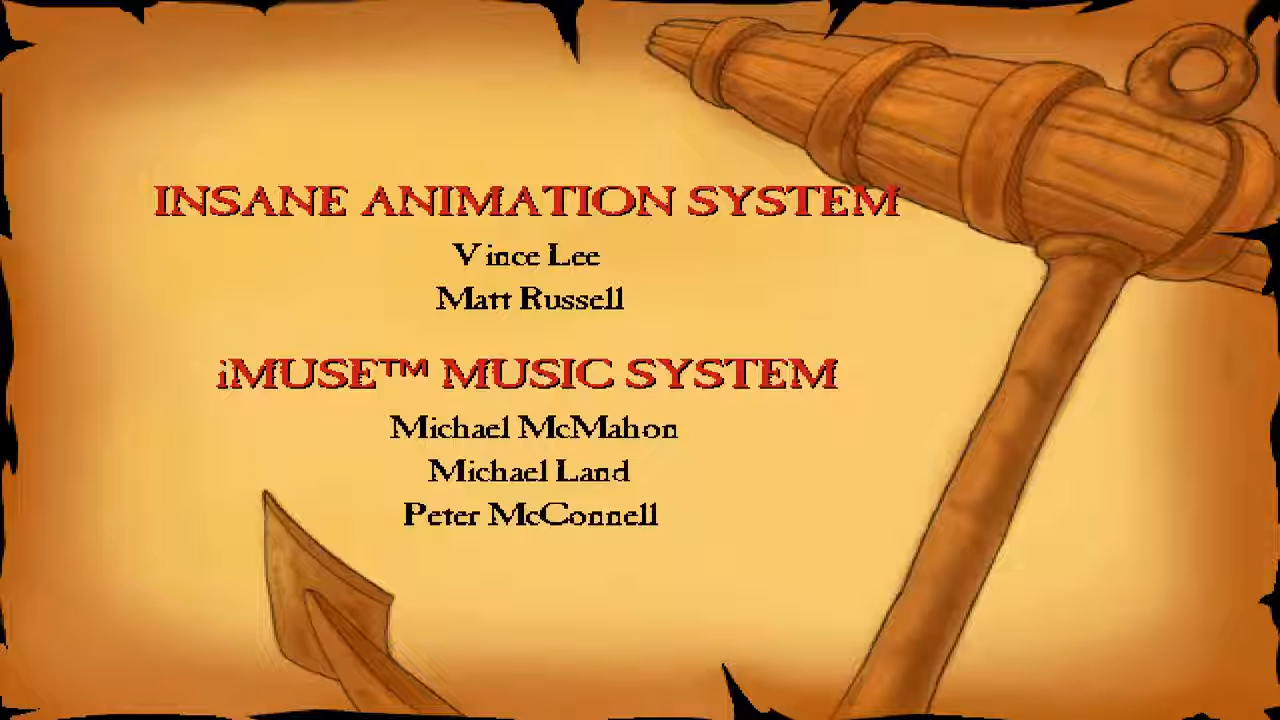 INSANE ANIMATION SYSTEM
Vince Lee
Matt Russell
iMUSE™ MUSIC SYSTEM
Michael McMahon
Michael Land
Peter McConnell